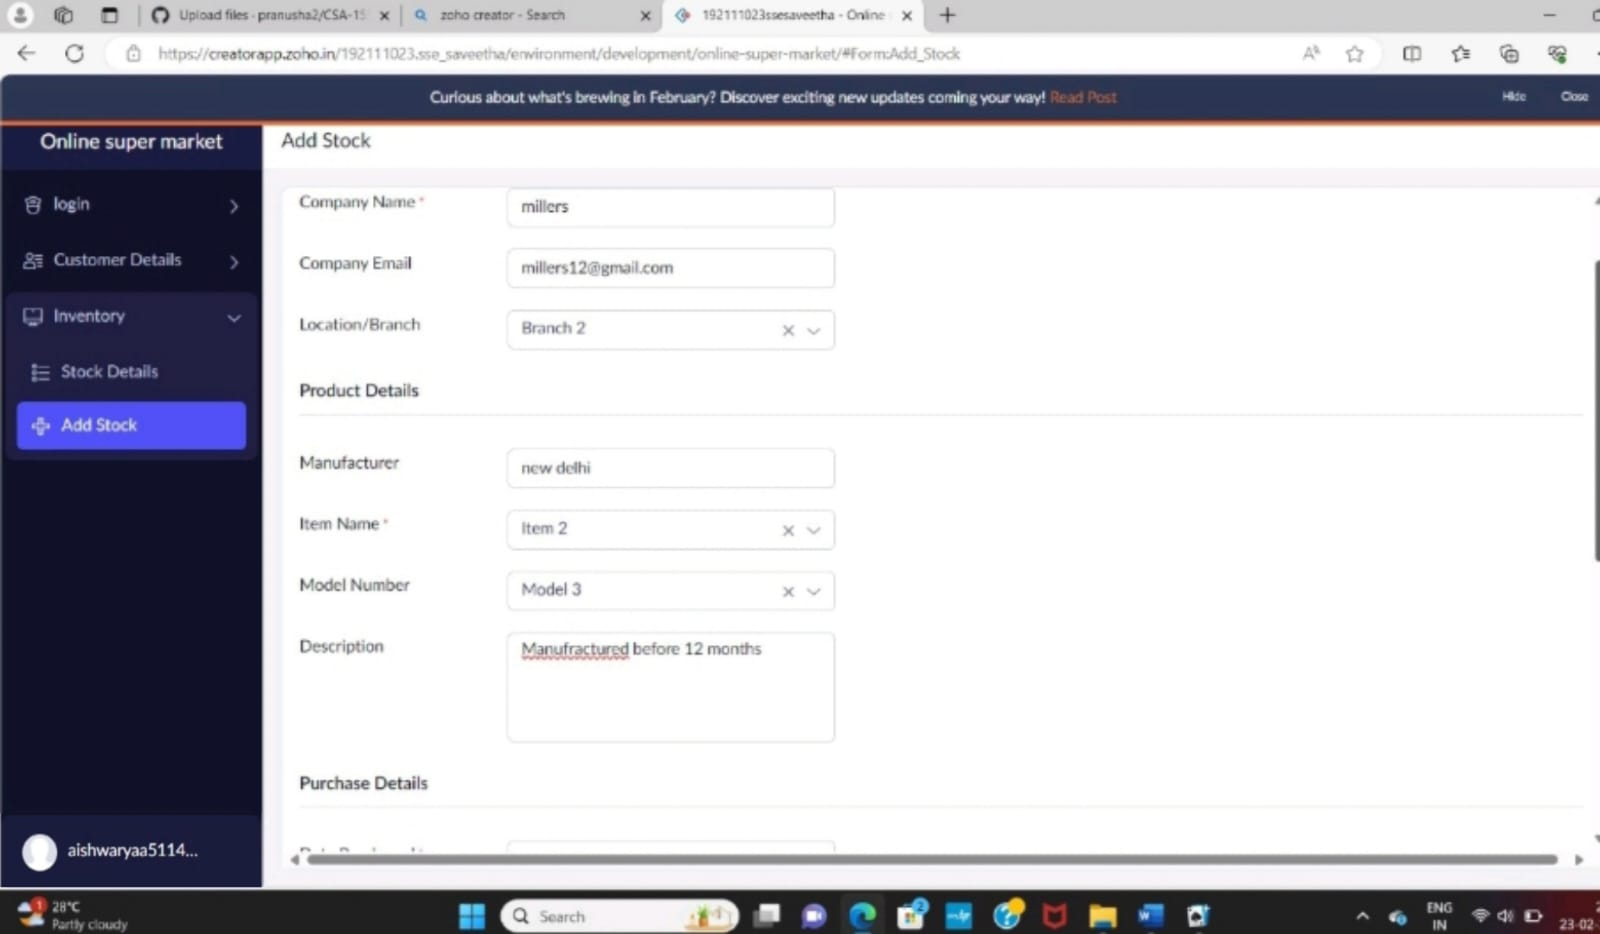 Upload files · pranusha2/CSA-15
zoho creator - Search
192111023ssesaveetha - Online
https://creatorapp.zoho.in/192111023.sse_saveetha/environment/development/online-super-market/#Form:Add_Stock
Curious about what's brewing in February? Discover exciting new updates coming your way! Read Post
Hide
Close
Online super market
Add Stock
login
Customer Details
Inventory
Stock Details
Add Stock
Company Name *
millers
Company Email
millers12@gmail.com
Location/Branch
Branch 2
Product Details
Manufacturer
new delhi
Item Name *
Item 2
Model Number
Model 3
Description
Manufractured before 12 months
Purchase Details
aishwaryaa5114...
1
28°C
Partly cloudy
Search
2
ENG
IN
23-02